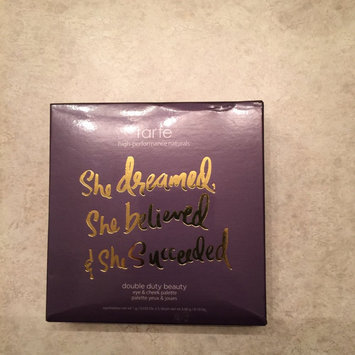 tarte
high-performance naturals
She dreamed,
She believed
& She Succeeded
double duty beauty
eye & cheek palette
palette yeux & joues